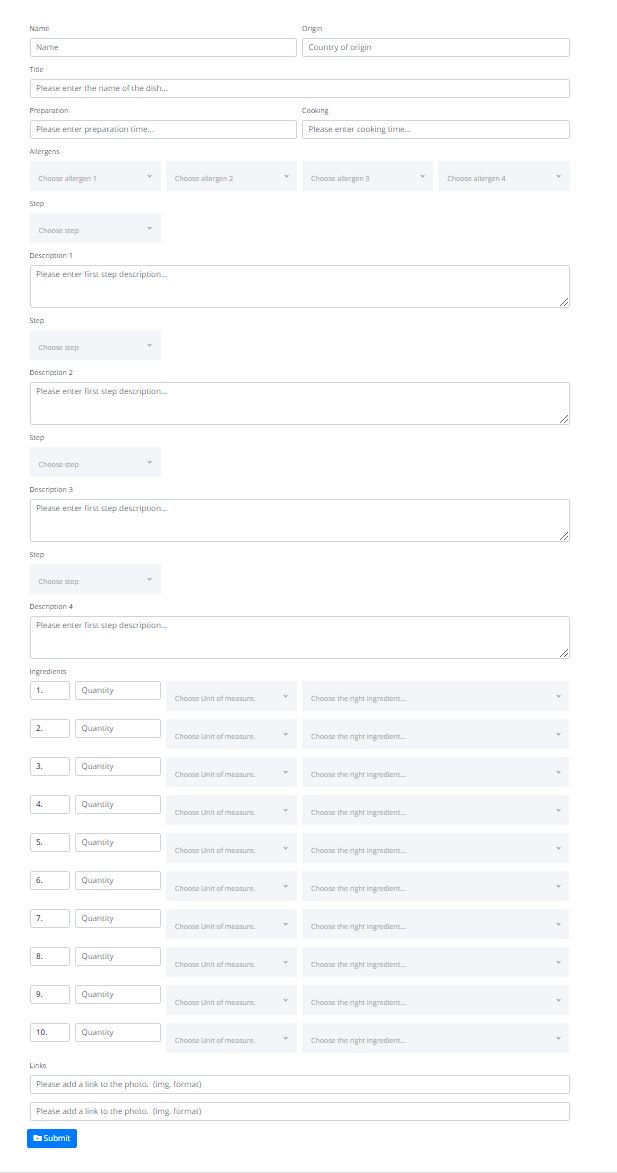 Name Origin
Name Country of origin
Title
Please enter the name of the dish...
Preparation Cooking
Please enter preparation time... Please enter cooking time...
Allergens
Choose allergen 1 Choose allergen 2 Choose allergen 3 Choose allergen 4
Step
Choose step
Description 1
Please enter first step description...
Step
Choose step
Description 2
Please enter first step description...
Step
Choose step
Description 3
Please enter first step description...
Step
Choose step
Description 4
Please enter first step description...
Ingredients
1. Quantity Choose Unit of measure. Choose the right ingredient...
2. Quantity Choose Unit of measure. Choose the right ingredient...
3. Quantity Choose Unit of measure. Choose the right ingredient...
4. Quantity Choose Unit of measure. Choose the right ingredient...
5. Quantity Choose Unit of measure. Choose the right ingredient...
6. Quantity Choose Unit of measure. Choose the right ingredient...
7. Quantity Choose Unit of measure. Choose the right ingredient...
8. Quantity Choose Unit of measure. Choose the right ingredient...
9. Quantity Choose Unit of measure. Choose the right ingredient...
10. Quantity Choose Unit of measure. Choose the right ingredient...
Links
Please add a link to the photo. (img. format)
Please add a link to the photo. (img. format)
Submit